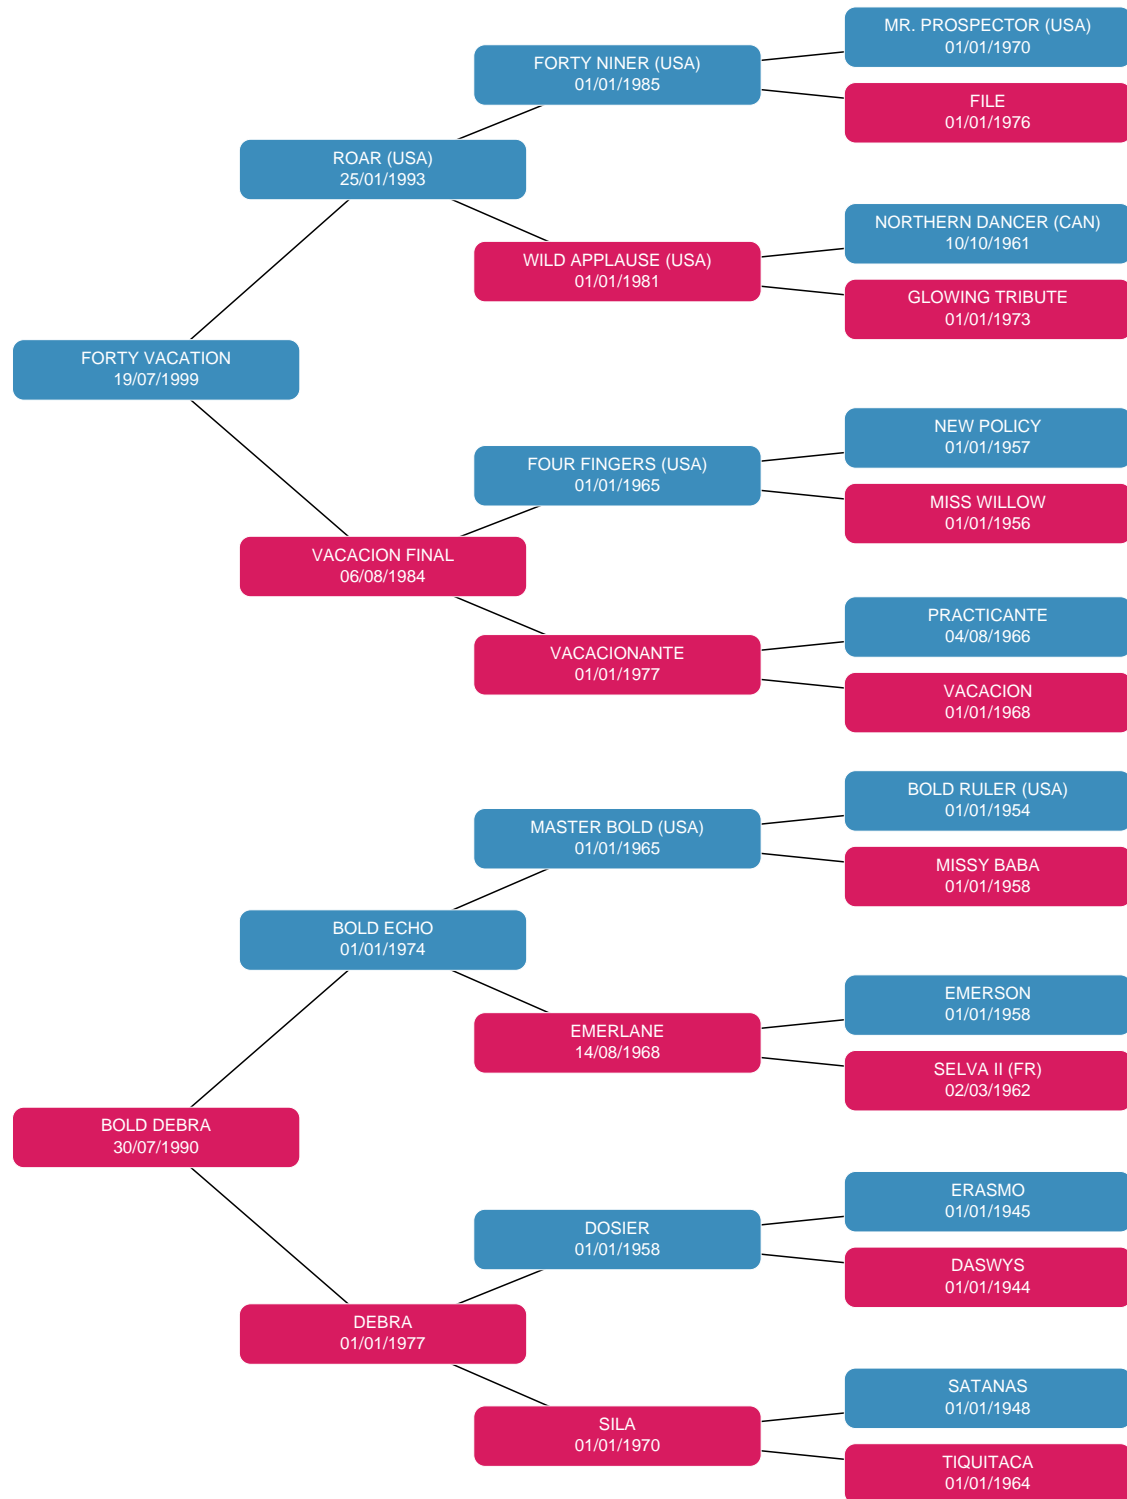 MR. PROSPECTOR (USA)
01/01/1970
FORTY NINER (USA)
01/01/1985
FILE
01/01/1976
ROAR (USA)
25/01/1993
NORTHERN DANCER (CAN)
10/10/1961
WILD APPLAUSE (USA)
01/01/1981
GLOWING TRIBUTE
01/01/1973
FORTY VACATION
19/07/1999
NEW POLICY
01/01/1957
FOUR FINGERS (USA)
01/01/1965
MISS WILLOW
01/01/1956
VACACION FINAL
06/08/1984
PRACTICANTE
04/08/1966
VACACIONANTE
01/01/1977
VACACION
01/01/1968
BOLD RULER (USA)
01/01/1954
MASTER BOLD (USA)
01/01/1965
MISSY BABA
01/01/1958
BOLD ECHO
01/01/1974
EMERSON
01/01/1958
EMERLANE
14/08/1968
SELVA II (FR)
02/03/1962
BOLD DEBRA
30/07/1990
ERASMO
01/01/1945
DOSIER
01/01/1958
DASWYS
01/01/1944
DEBRA
01/01/1977
SATANAS
01/01/1948
SILA
01/01/1970
TIQUITACA
01/01/1964